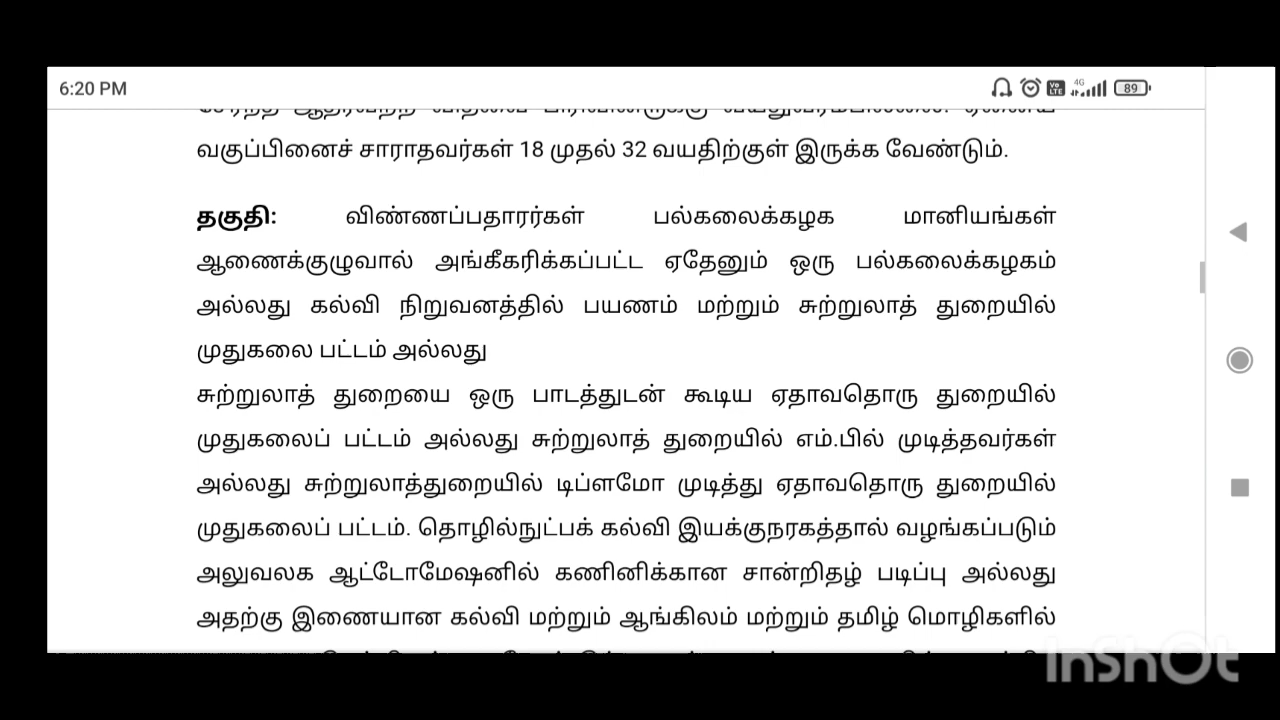 6:20 PM
4G
Vo LTE
89
வகுப்பினைச் சாராதவர்கள் 18 முதல் 32 வயதிற்குள் இருக்க வேண்டும்.
தகுதி: விண்ணப்பதாரர்கள் பல்கலைக்கழக மானியங்கள்
ஆணைக்குழுவால் அங்கீகரிக்கப்பட்ட ஏதேனும் ஒரு பல்கலைக்கழகம்
அல்லது கல்வி நிறுவனத்தில் பயணம் மற்றும் சுற்றுலாத் துறையில்
முதுகலை பட்டம் அல்லது
சுற்றுலாத் துறையை ஒரு பாடத்துடன் கூடிய ஏதாவதொரு துறையில்
முதுகலைப் பட்டம் அல்லது சுற்றுலாத் துறையில் எம்.பில் முடித்தவர்கள்
அல்லது சுற்றுலாத்துறையில் டிப்ளமோ முடித்து ஏதாவதொரு துறையில்
முதுகலைப் பட்டம். தொழில்நுட்பக் கல்வி இயக்குநரகத்தால் வழங்கப்படும்
அலுவலக ஆட்டோமேஷனில் கணினிக்கான சான்றிதழ் படிப்பு அல்லது
அதற்கு இணையான கல்வி மற்றும் ஆங்கிலம் மற்றும் தமிழ் மொழிகளில்
InShOt